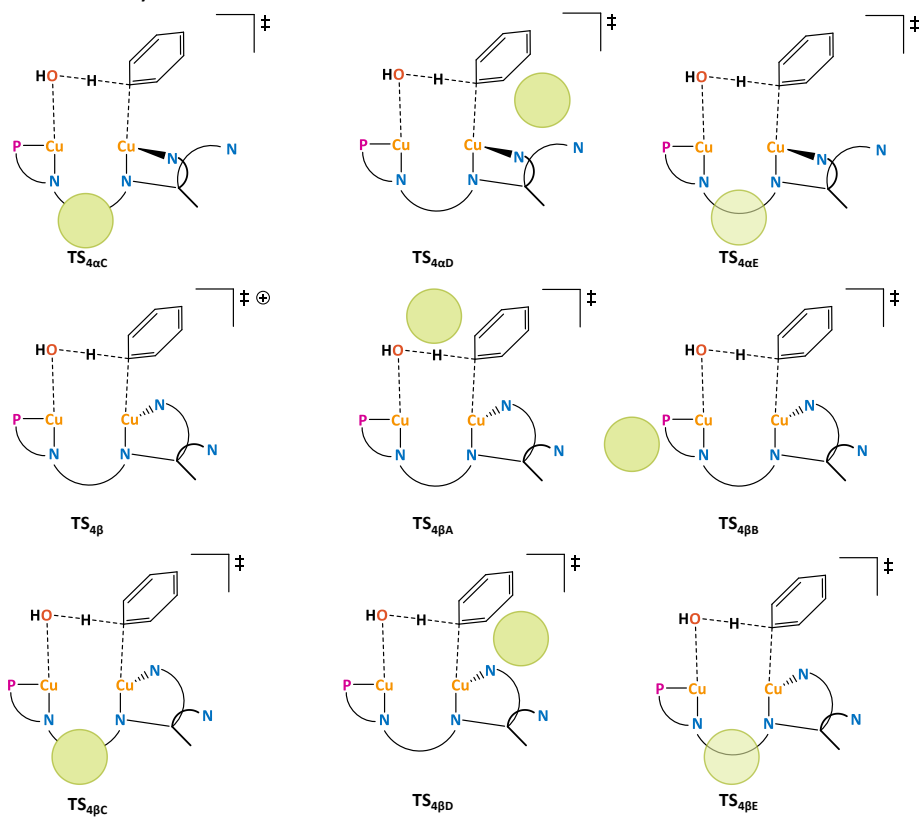 ‡ ‡ ‡
HO H HO H HO H
P Cu Cu N N P Cu Cu N N P Cu Cu N N
N N N N N N
TS4αC TS4αD TS4αE
‡ ⊕ ‡ ‡
HO H HO H HO H
P Cu Cu N P Cu Cu N P Cu Cu N
N N N N N N N N N
TS4β TS4βA TS4βB
‡ ‡ ‡
HO H HO H HO H
P Cu Cu N P Cu Cu N P Cu Cu N
N N N N N N N N N
TS4βC TS4βD TS4βE